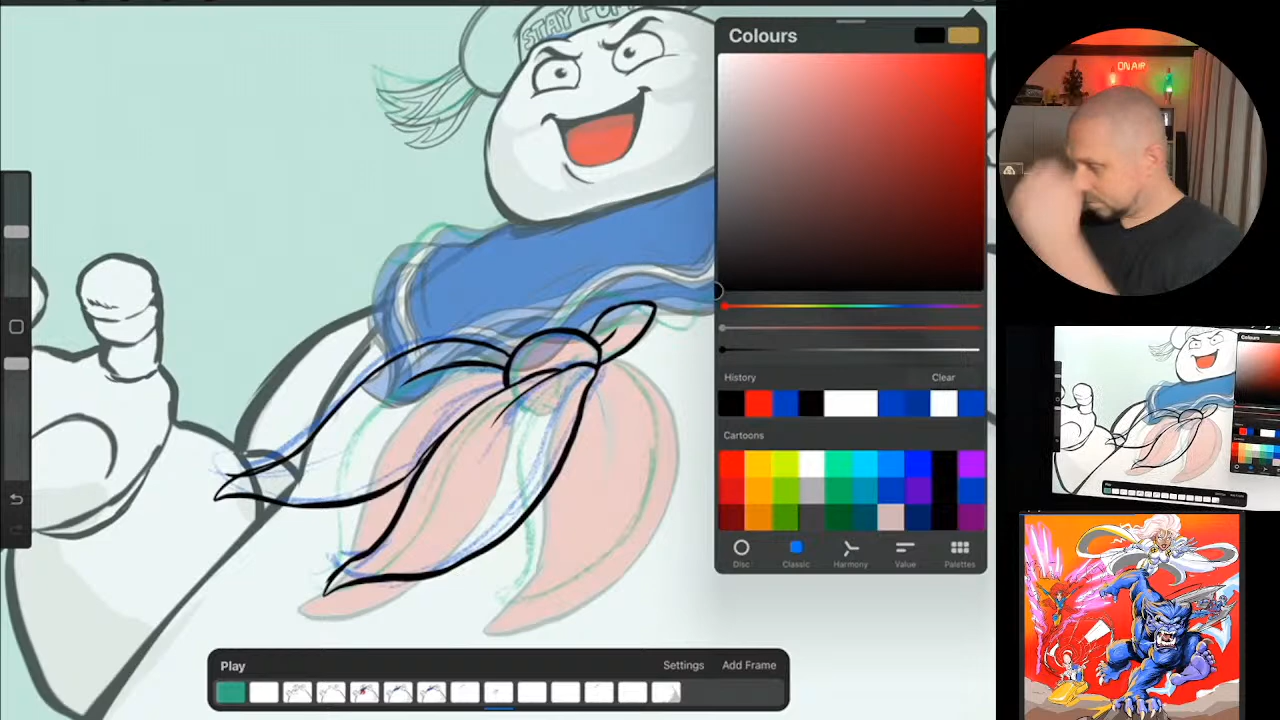 STAY PUF
Colours
History
Clear
Cartoons
Disc
Classic
Harmony
Value
Palettes
Play
Settings
Add Frame
ON AIR